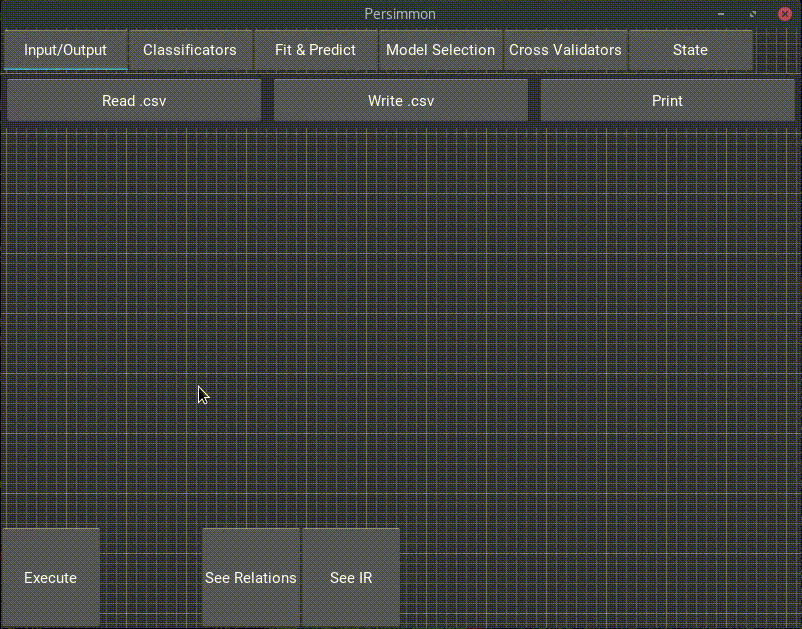 Persimmon
Input/Output Classificators Fit & Predict Model Selection Cross Validators State
Read .csv Write .csv Print
Execute See Relations See IR